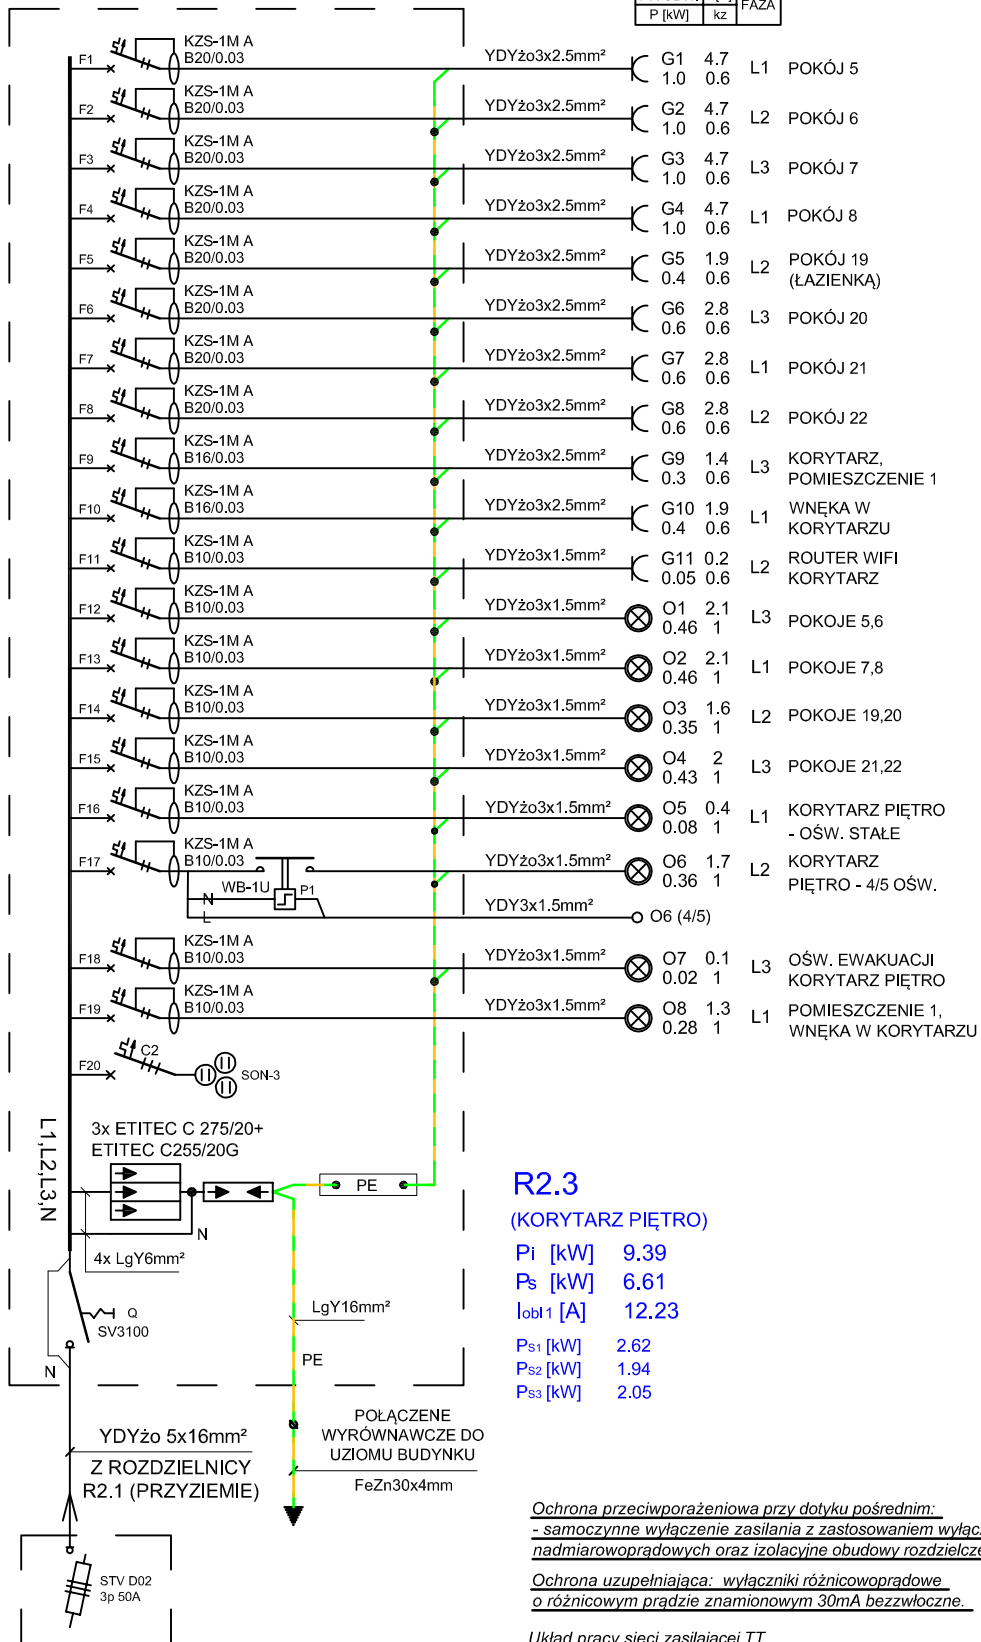 P [kW] kz FAZA
F1 KZS-1M A
B20/0.03
YDYżo3x2.5mm²
G1 4.7
1.0 0.6
L1 POKÓJ 5
F2 KZS-1M A
B20/0.03
YDYżo3x2.5mm²
G2 4.7
1.0 0.6
L2 POKÓJ 6
F3 KZS-1M A
B20/0.03
YDYżo3x2.5mm²
G3 4.7
1.0 0.6
L3 POKÓJ 7
F4 KZS-1M A
B20/0.03
YDYżo3x2.5mm²
G4 4.7
1.0 0.6
L1 POKÓJ 8
F5 KZS-1M A
B20/0.03
YDYżo3x2.5mm²
G5 1.9
0.4 0.6
L2 POKÓJ 19
(ŁAZIENKĄ)
F6 KZS-1M A
B20/0.03
YDYżo3x2.5mm²
G6 2.8
0.6 0.6
L3 POKÓJ 20
F7 KZS-1M A
B20/0.03
YDYżo3x2.5mm²
G7 2.8
0.6 0.6
L1 POKÓJ 21
F8 KZS-1M A
B20/0.03
YDYżo3x2.5mm²
G8 2.8
0.6 0.6
L2 POKÓJ 22
F9 KZS-1M A
B16/0.03
YDYżo3x2.5mm²
G9 1.4
0.3 0.6
L3 KORYTARZ,
POMIESZCZENIE 1
F10 KZS-1M A
B16/0.03
YDYżo3x2.5mm²
G10 1.9
0.4 0.6
L1 WNĘKA W
KORYTARZU
F11 KZS-1M A
B10/0.03
YDYżo3x1.5mm²
G11 0.2
0.05 0.6
L2 ROUTER WIFI
KORYTARZ
F12 KZS-1M A
B10/0.03
YDYżo3x1.5mm²
O1 2.1
0.46 1
L3 POKOJE 5,6
F13 KZS-1M A
B10/0.03
YDYżo3x1.5mm²
O2 2.1
0.46 1
L1 POKOJE 7,8
F14 KZS-1M A
B10/0.03
YDYżo3x1.5mm²
O3 1.6
0.35 1
L2 POKOJE 19,20
F15 KZS-1M A
B10/0.03
YDYżo3x1.5mm²
O4 2
0.43 1
L3 POKOJE 21,22
F16 KZS-1M A
B10/0.03
YDYżo3x1.5mm²
O5 0.4
0.08 1
L1 KORYTARZ PIĘTRO
- OŚW. STAŁE
F17 KZS-1M A
B10/0.03
YDYżo3x1.5mm²
O6 1.7
0.36 1
L2 KORYTARZ
PIĘTRO - 4/5 OŚW.
WB-1U
N
P1
L
YDY3x1.5mm²
O6 (4/5)
F18 KZS-1M A
B10/0.03
YDYżo3x1.5mm²
O7 0.1
0.02 1
L3 OŚW. EWAKUACJI
KORYTARZ PIĘTRO
F19 KZS-1M A
B10/0.03
YDYżo3x1.5mm²
O8 1.3
0.28 1
L1 POMIESZCZENIE 1,
WNĘKA W KORYTARZU
F20 C2
SON-3
L1,L2,L3,N
3x ETITEC C 275/20+
ETITEC C255/20G
PE
N
4x LgY6mm²
Q
SV3100
N
LgY16mm²
PE
R2.3
(KORYTARZ PIĘTRO)
Pi [kW] 9.39
Ps [kW] 6.61
Iobl1 [A] 12.23
Ps1 [kW] 2.62
Ps2 [kW] 1.94
Ps3 [kW] 2.05
YDYżo 5x16mm²
Z ROZDZIELNICY
R2.1 (PRZYZIEMIE)
POŁĄCZENE
WYRÓWNAWCZE DO
UZIOMU BUDYNKU
FeZn30x4mm
STV D02
3p 50A
Ochrona przeciwporażeniowa przy dotyku pośrednim:
- samoczynne wyłączenie zasilania z zastosowaniem wyłąc
nadmiarowoprądowych oraz izolacyjne obudowy rozdzielcze
Ochrona uzupełniająca: wyłączniki różnicowoprądowe
o różnicowym prądzie znamionowym 30mA bezzwłoczne.
Układ pracy sieci zasilającej TT